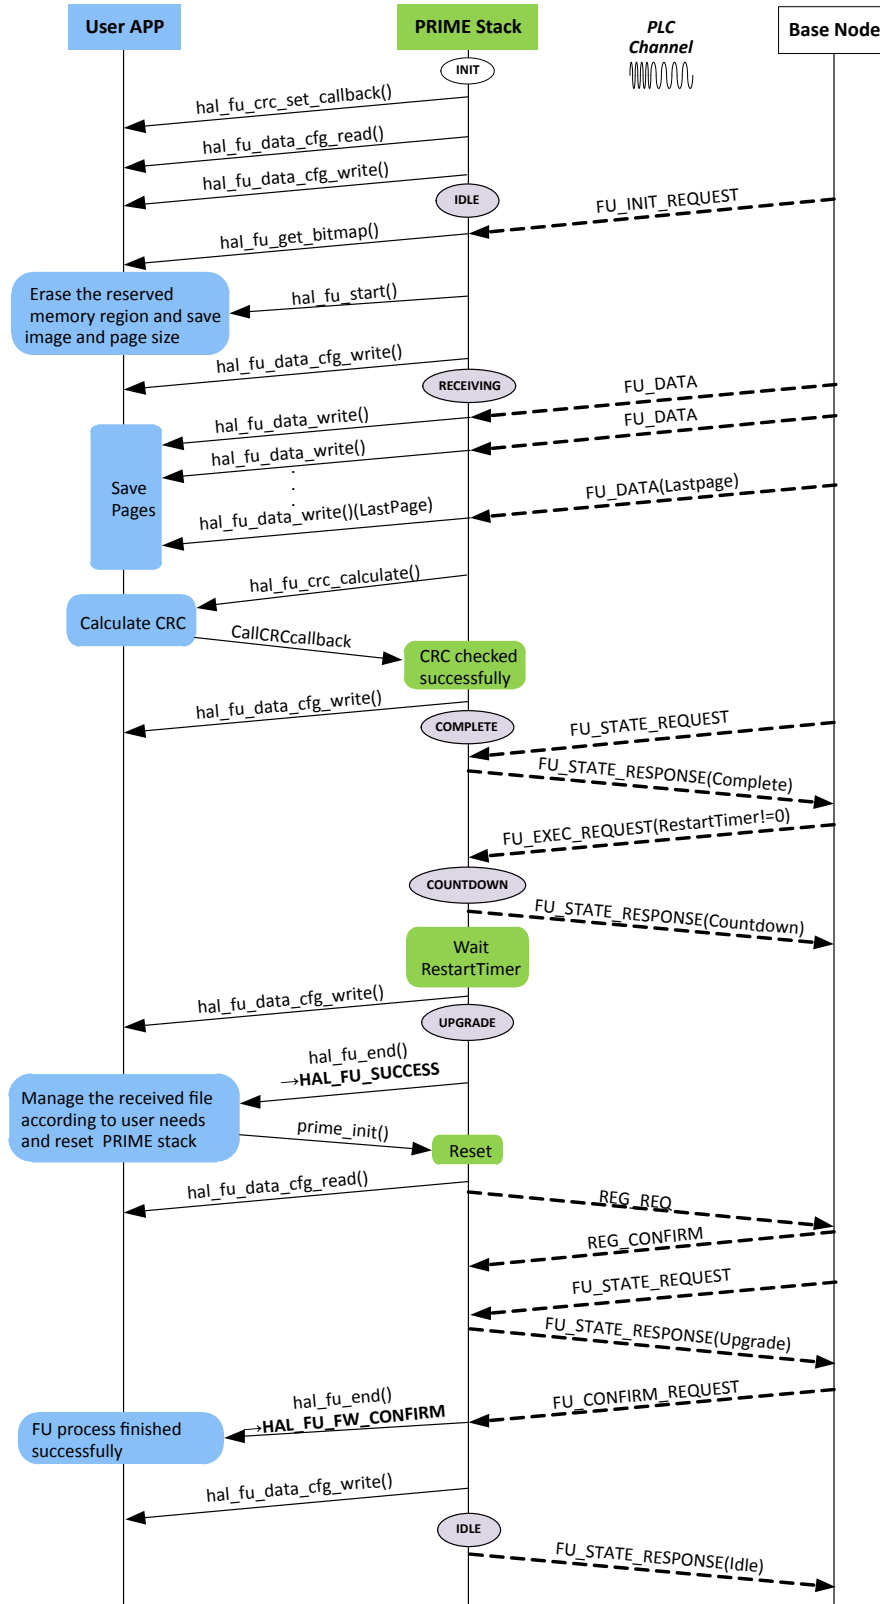 User APP
PRIME Stack
PLC
Channel
Base Node
INIT
hal_fu_crc_set_callback()
hal_fu_data_cfg_read()
hal_fu_data_cfg_write()
IDLE
FU_INIT_REQUEST
hal_fu_get_bitmap()
Erase the reserved
memory region and save
image and page size
hal_fu_start()
hal_fu_data_cfg_write()
RECEIVING
FU_DATA
hal_fu_data_write()
FU_DATA
hal_fu_data_write()
.
.
.
Save
Pages
FU_DATA(Lastpage)
hal_fu_data_write()(LastPage)
hal_fu_crc_calculate()
Calculate CRC
CallCRCcallback
CRC checked
successfully
hal_fu_data_cfg_write()
COMPLETE
FU_STATE_REQUEST
FU_STATE_RESPONSE(Complete)
FU_EXEC_REQUEST(RestartTimer!=0)
COUNTDOWN
FU_STATE_RESPONSE(Countdown)
Wait
RestartTimer
hal_fu_data_cfg_write()
UPGRADE
hal_fu_end()
→HAL_FU_SUCCESS
Manage the received file
according to user needs
and reset PRIME stack
prime_init()
Reset
hal_fu_data_cfg_read()
REG_REQ
REG_CONFIRM
FU_STATE_REQUEST
FU_STATE_RESPONSE(Upgrade)
FU_CONFIRM_REQUEST
hal_fu_end()
→HAL_FU_FW_CONFIRM
FU process finished
successfully
hal_fu_data_cfg_write()
IDLE
FU_STATE_RESPONSE(Idle)